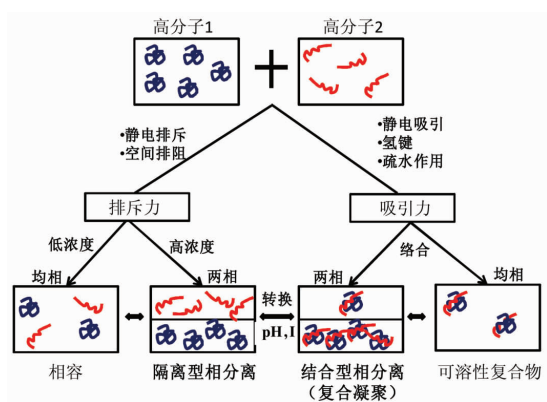 高分子1
高分子2
•静电排斥
•空间排阻
•静电吸引
•氢键
•疏水作用
排斥力
吸引力
低浓度
高浓度
络合
均相
两相
转换
两相
均相
pH,I
相容
隔离型相分离
结合型相分离
(复合凝聚)
可溶性复合物